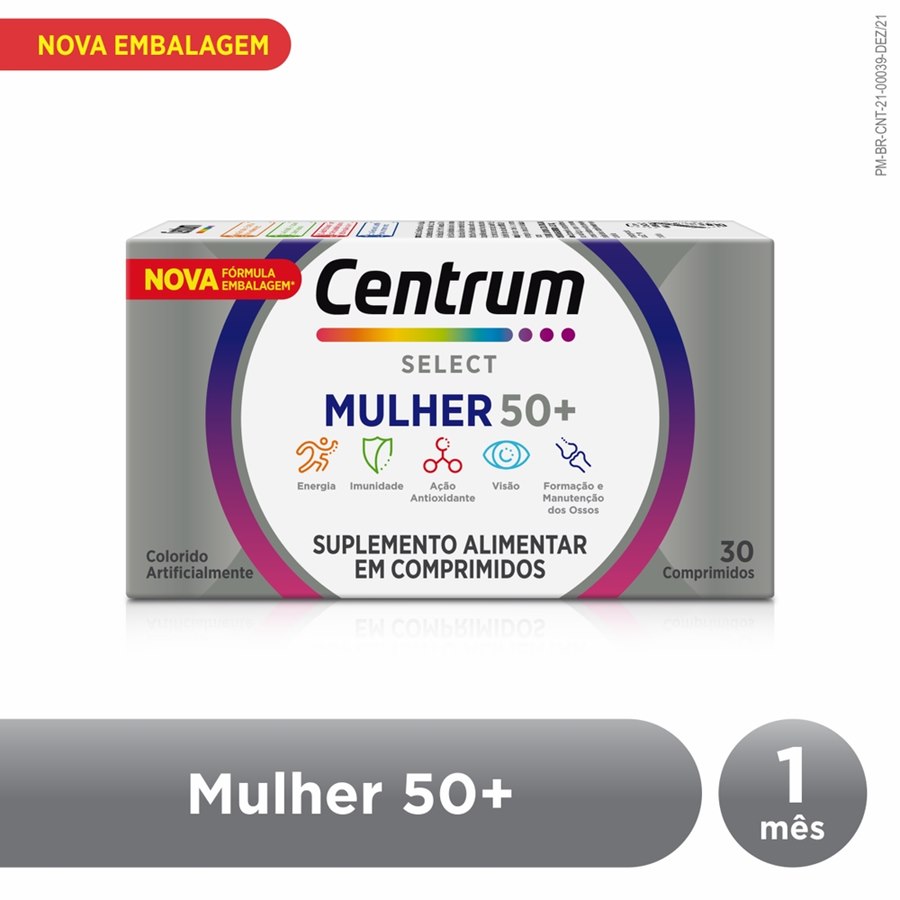 NOVA EMBALAGEM
PM-BR-CNT-21-00039-DEZ/21
Centrum
NOVA FÓRMULA
EMBALAGEM*
Centrum
SELECT
MULHER 50+
Energia
Imunidade
Ação
Antioxidante
Visão
Formação e
Manutenção
dos Ossos
SUPLEMENTO ALIMENTAR
EM COMPRIMIDOS
Colorido
Artificialmente
30
Comprimidos
Mulher 50+
1
mês